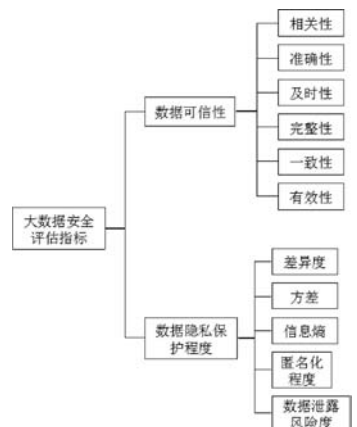 相关性
准确性
数据可信性
及时性
完整性
一致性
有效性
大数据安全
评估指标
差异度
方差
数据隐私保
护程度
信息熵
匿名化
程度
数据泄露
风险度